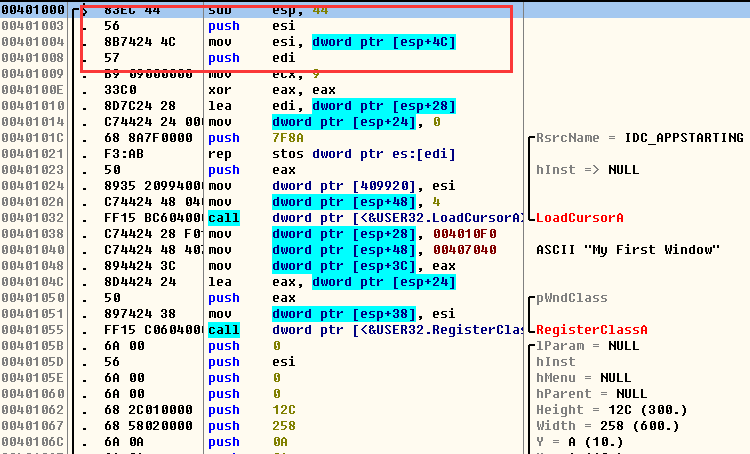 00401000 $ 83EC 44 sub esp, 44
00401003 . 56 push esi
00401004 . 8B7424 4C mov esi, dword ptr [esp+4C]
00401008 . 57 push edi
00401009 . B9 09000000 mov ecx, 9
0040100E . 33C0 xor eax, eax
00401010 . 8D7C24 28 lea edi, dword ptr [esp+28]
00401014 . C74424 24 000 mov dword ptr [esp+24], 0
0040101C . 68 8A7F0000 push 7F8A RsrcName = IDC_APPSTARTING
00401021 . F3:AB rep stos dword ptr es:[edi]
00401023 . 50 push eax hInst => NULL
00401024 . 8935 20994000 mov dword ptr [409920], esi
0040102A . C74424 48 040 mov dword ptr [esp+48], 4
00401032 . FF15 BC604000 call dword ptr [<&USER32.LoadCursorA> LoadCursorA
00401038 . C74424 28 F01 mov dword ptr [esp+28], 004010F0
00401040 . C74424 48 407 mov dword ptr [esp+48], 00407040 ASCII "My First Window"
00401048 . 894424 3C mov dword ptr [esp+3C], eax
0040104C . 8D4424 24 lea eax, dword ptr [esp+24]
00401050 . 50 push eax pWndClass
00401051 . 897424 38 mov dword ptr [esp+38], esi
00401055 . FF15 C0604000 call dword ptr [<&USER32.RegisterClas RegisterClassA
0040105B . 6A 00 push 0 lParam = NULL
0040105D . 56 push esi hInst
0040105E . 6A 00 push 0 hMenu = NULL
00401060 . 6A 00 push 0 hParent = NULL
00401062 . 68 2C010000 push 12C Height = 12C (300.)
00401067 . 68 58020000 push 258 Width = 258 (600.)
0040106C . 6A 0A push 0A Y = A (10.)